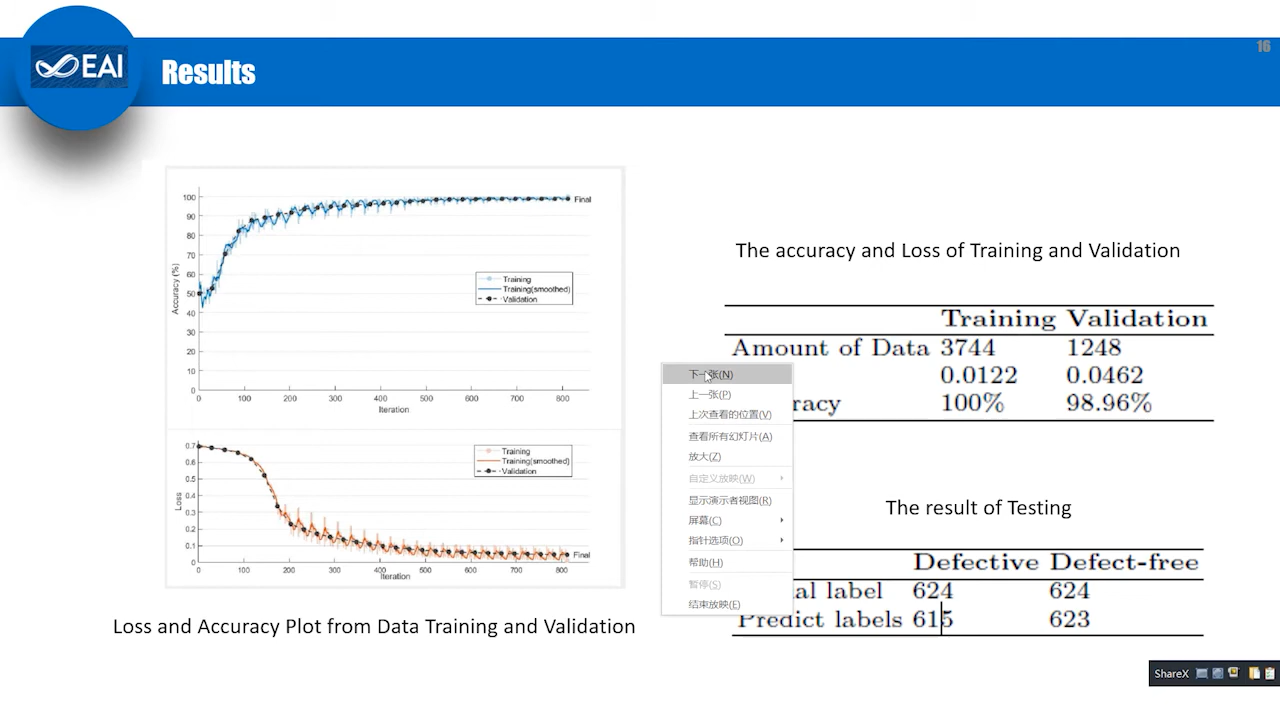 16
EAI
Results
100
90
80
70
60
50
40
30
20
10
0
Accuracy (%)
Final
Training
Training(smoothed)
Validation
0 100 200 300 400 500 600 700 800
Iteration
0.7
0.6
0.5
0.4
0.3
0.2
0.1
0
Loss
Final
Training
Training(smoothed)
Validation
0 100 200 300 400 500 600 700 800
Iteration
Loss and Accuracy Plot from Data Training and Validation
The accuracy and Loss of Training and Validation
Training Validation
Amount of Data 3744 1248
0.0122 0.0462
racy 100% 98.96%
下一张(N)
上一张(P)
上次查看的位置(V)
查看所有幻灯片(A)
放大(Z)
自定义放映(W)
显示演示者视图(R)
屏幕(C)
指针选项(O)
帮助(H)
暂停(S)
结束放映(E)
The result of Testing
Defective Defect-free
al label 624 624
Predict labels 615 623
ShareX